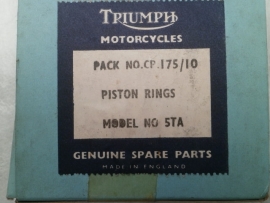 TRIUMPH
MOTORCYCLES
PACK NO.CP.175/10
PISTON RINGS
MODEL NO 5TA
GENUINE SPARE PARTS
MADE IN ENGLAND